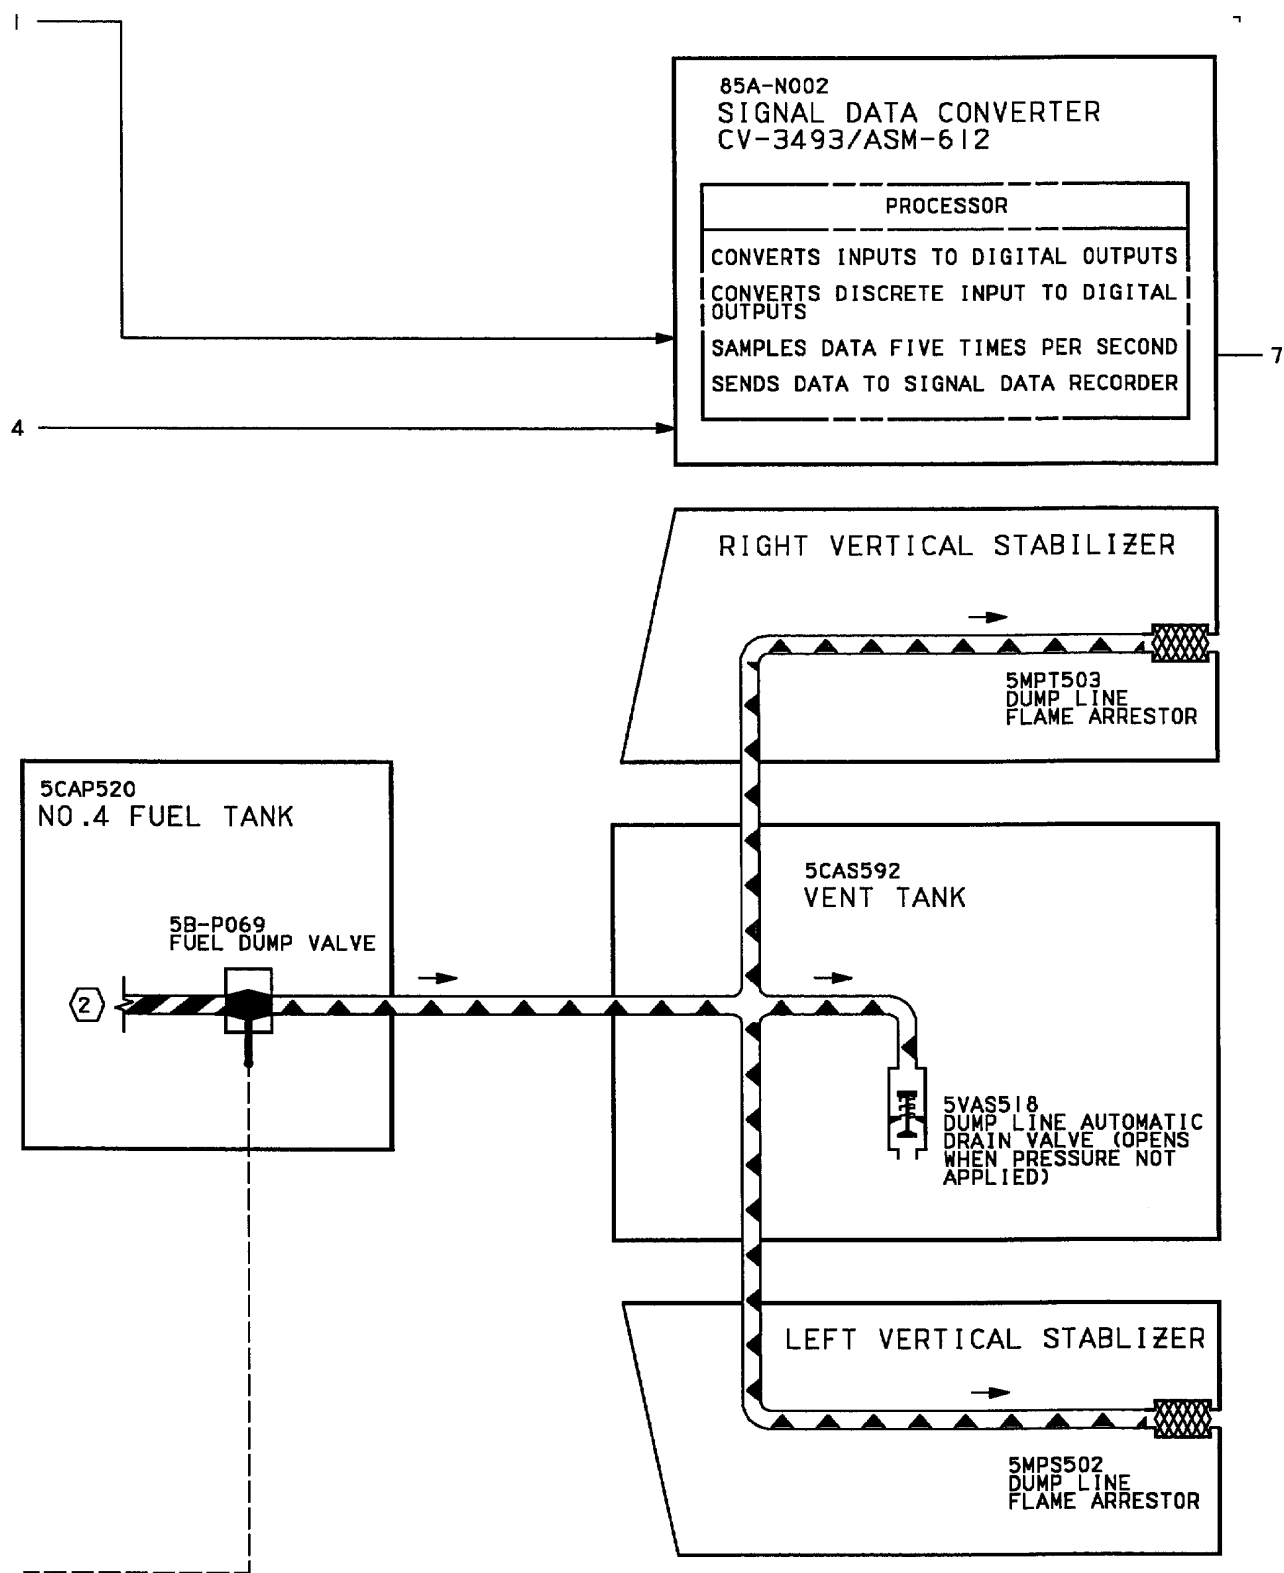 1
85A-N002
SIGNAL DATA CONVERTER
CV-3493/ASM-612
PROCESSOR
CONVERTS INPUTS TO DIGITAL OUTPUTS
CONVERTS DISCRETE INPUT TO DIGITAL
OUTPUTS
SAMPLES DATA FIVE TIMES PER SECOND
SENDS DATA TO SIGNAL DATA RECORDER
7
4
RIGHT VERTICAL STABILIZER
5MPT503
DUMP LINE
FLAME ARRESTOR
5CAP520
NO.4 FUEL TANK
5B-P069
FUEL DUMP VALVE
2
5CAS592
VENT TANK
5VAS518
DUMP LINE AUTOMATIC
DRAIN VALVE (OPENS
WHEN PRESSURE NOT
APPLIED)
LEFT VERTICAL STABLIZER
5MPS502
DUMP LINE
FLAME ARRESTOR